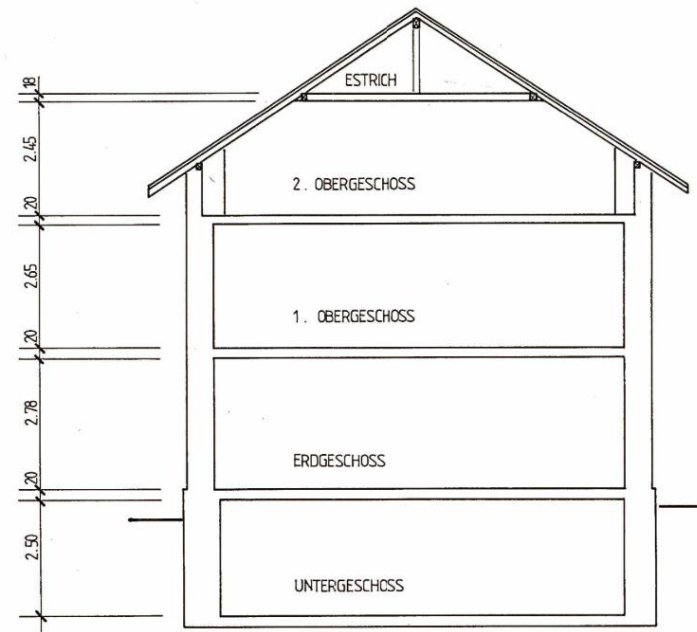 ESTRICH
18
2.45
2. OBERGESCHOSS
20
2.65
1. OBERGESCHOSS
20
2.78
ERDGESCHOSS
20
2.50
UNTERGESCHOSS